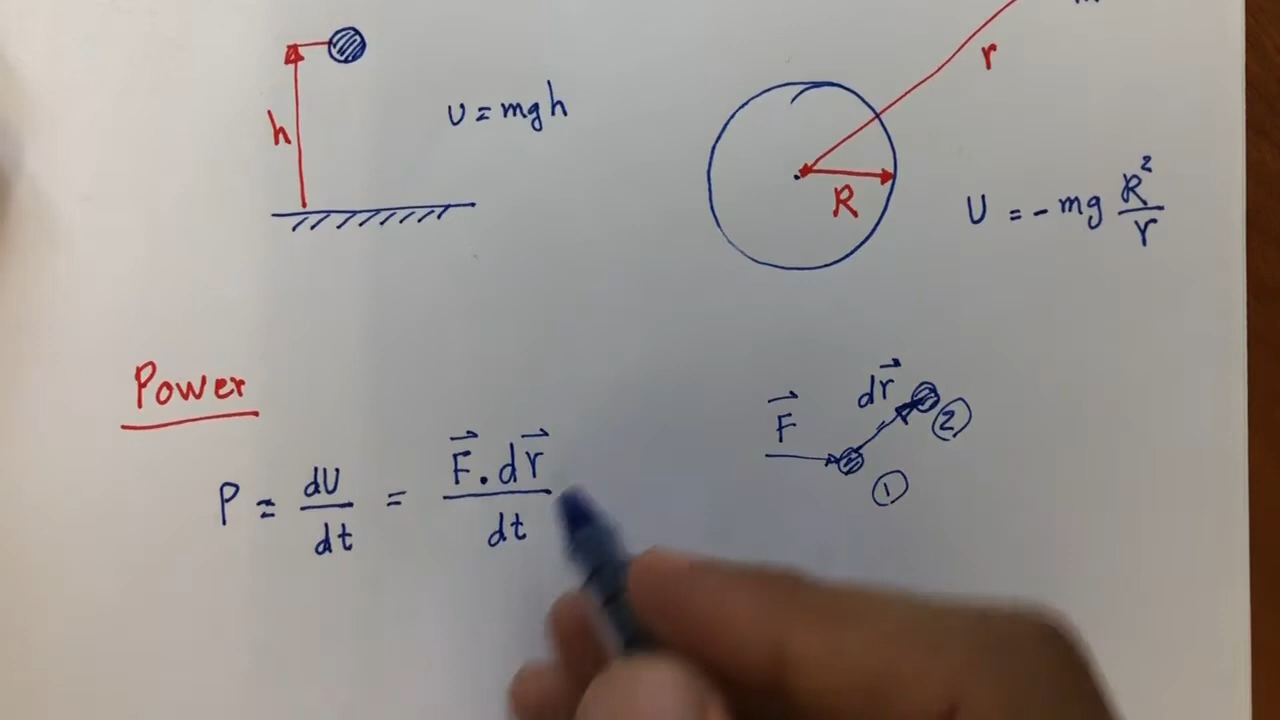 h
U = mgh
r
R
U = -mg R²/r
Power
P = dU/dt = F⃗ . dr⃗/dt
F⃗
dr⃗
①
②